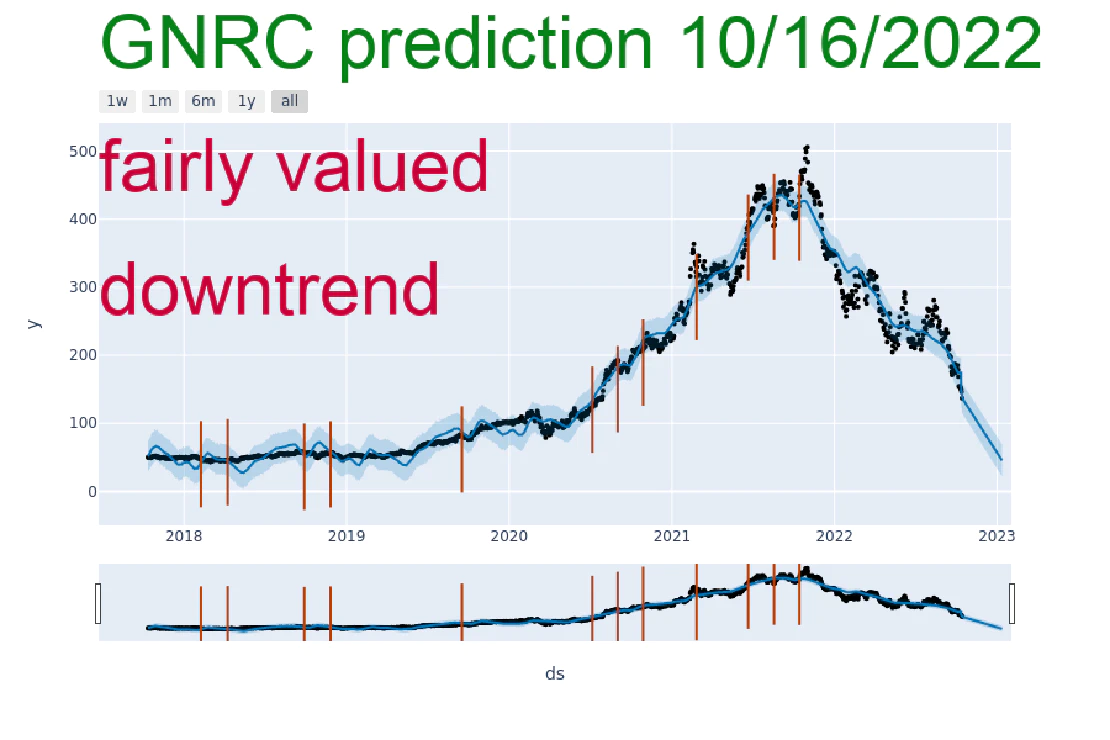 GNRC prediction 10/16/2022
1w 1m 6m 1y all
fairly valued
downtrend
500
400
300
200
100
0
y
2018 2019 2020 2021 2022 2023
ds